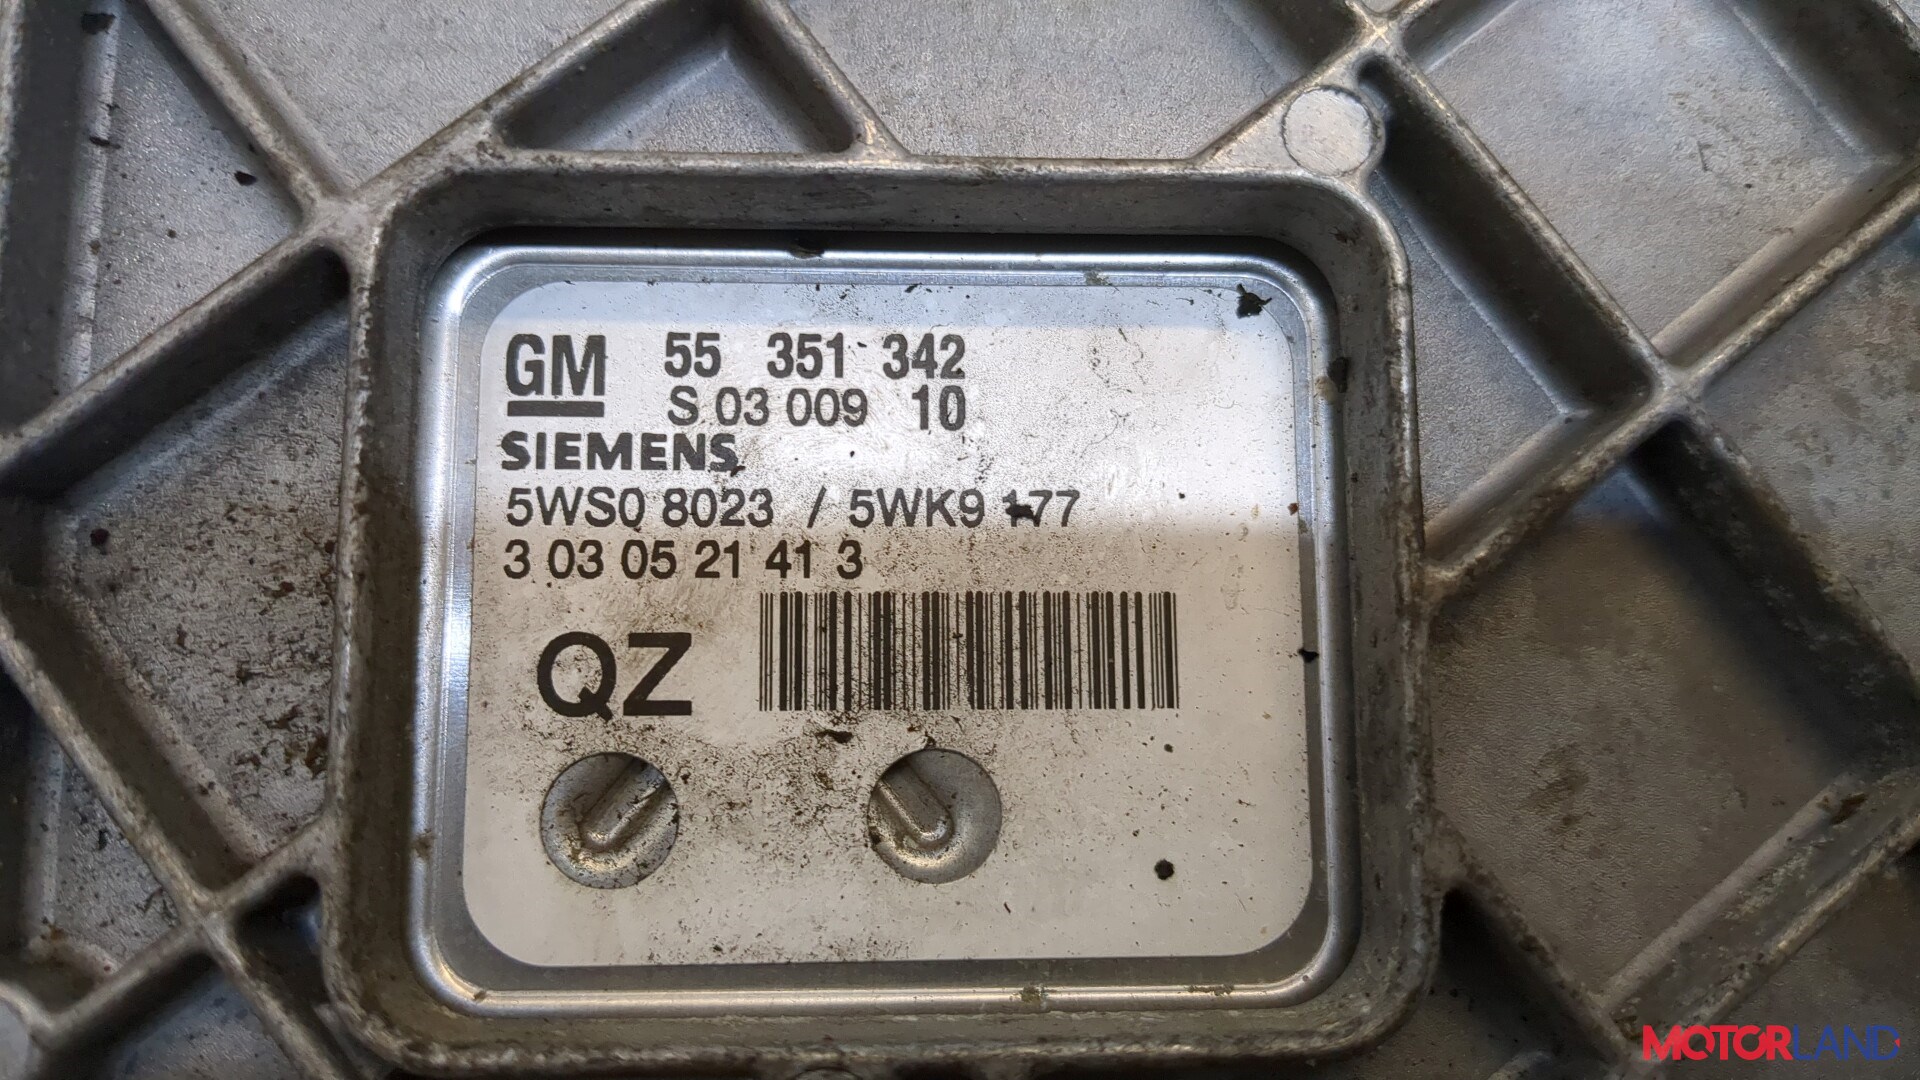 GM 55 351 342
S 03 009 10
SIEMENS
5WS0 8023 / 5WK9 177
3 03 05 21 41 3
QZ
MOTORLAND